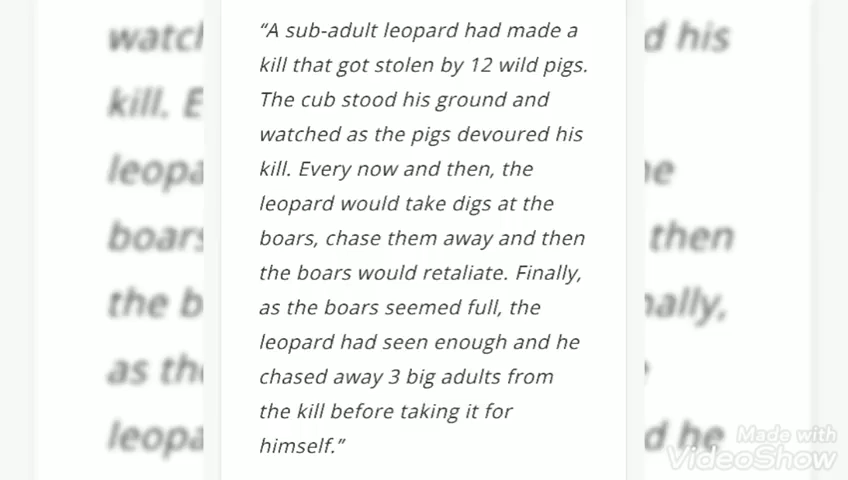 “A sub-adult leopard had made a
kill that got stolen by 12 wild pigs.
The cub stood his ground and
watched as the pigs devoured his
kill. Every now and then, the
leopard would take digs at the
boars, chase them away and then
the boars would retaliate. Finally,
as the boars seemed full, the
leopard had seen enough and he
chased away 3 big adults from
the kill before taking it for
himself.”
Made with
VideoShow